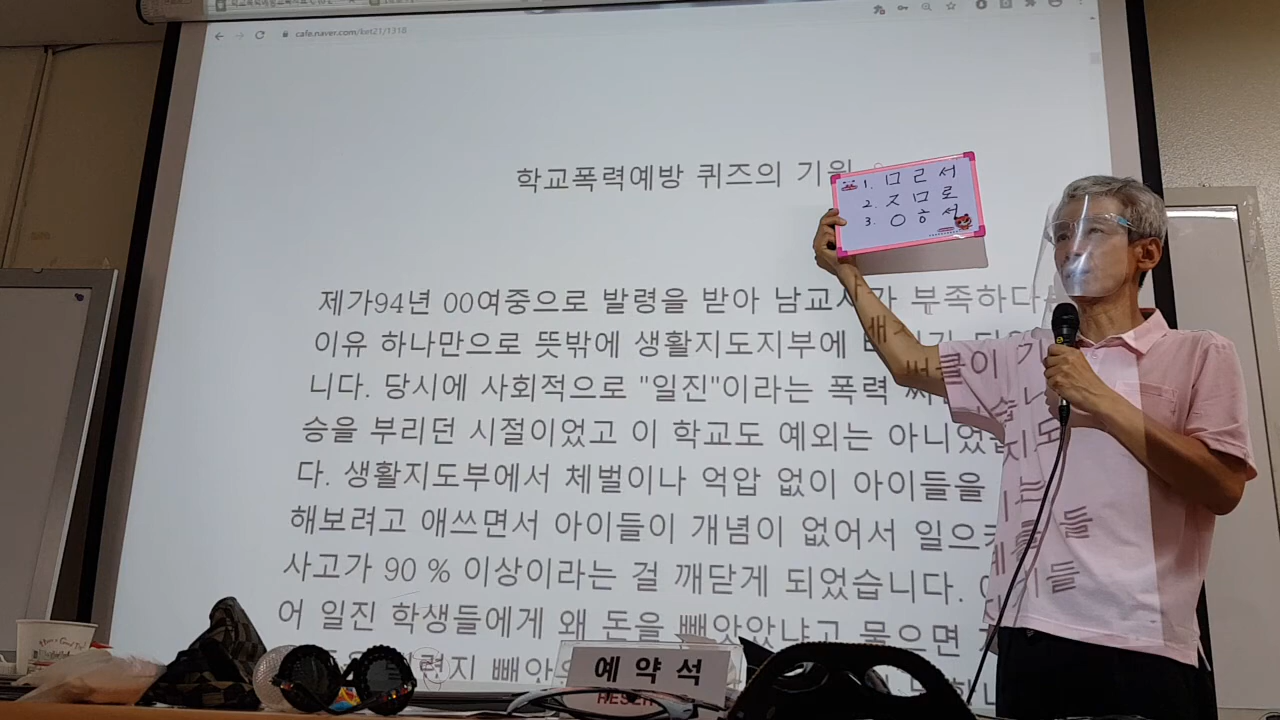 cafe.naver.com/ket21/1318
학교폭력예방 퀴즈의 기원
1. ㅁ ㄹ 서
2. ㅈ ㅁ 로
3. ㅇ ㅎ 서
제가94년 00여중으로 발령을 받아 남교사가 부족하다
이유 하나만으로 뜻밖에 생활지도지부에
니다. 당시에 사회적으로 "일진"이라는 폭력 써클이
승을 부리던 시절이었고 이 학교도 예외는 아니었습
다. 생활지도부에서 체벌이나 억압 없이 아이들을
해보려고 애쓰면서 아이들이 개념이 없어서 일으
사고가 90 % 이상이라는 걸 깨닫게 되었습니다.
어 일진 학생들에게 왜 돈을 빼앗았냐고 물으면
예약석